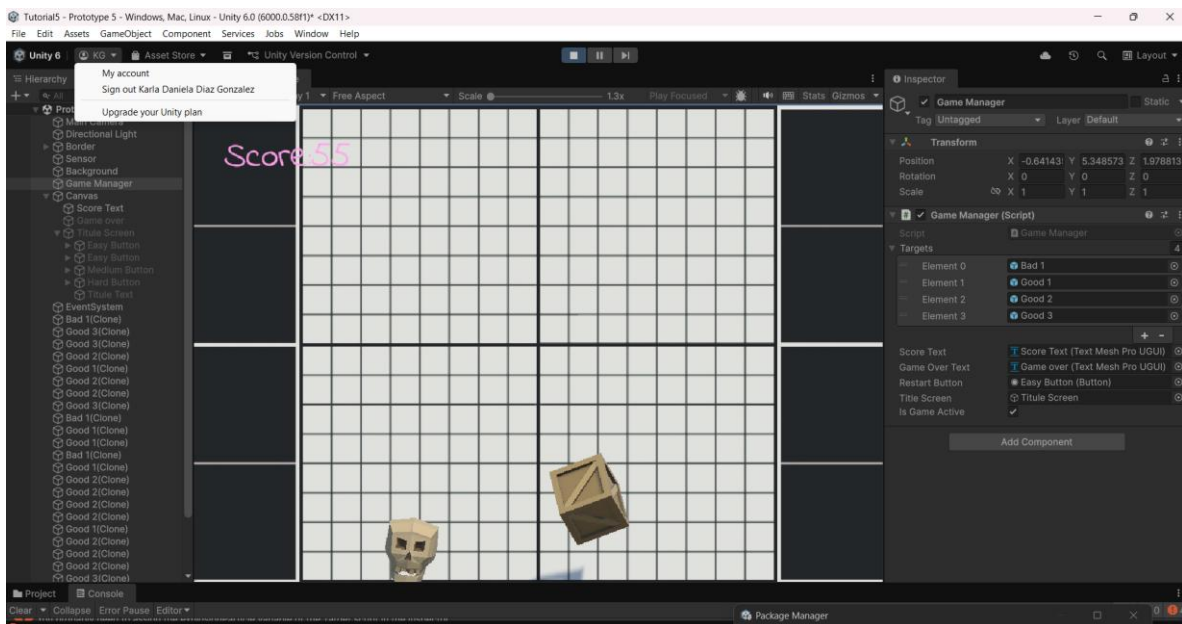 Tutorial5 - Prototype 5 - Windows, Mac, Linux - Unity 6.0 (6000.0.58f1)* <DX11>
File Edit Assets GameObject Component Services Jobs Window Help
Unity 6 KG Asset Store Unity Version Control Layout
My account
Sign out Karla Daniela Diaz Gonzalez
Upgrade your Unity plan
Hierarchy
All
Free Aspect Scale 1.3x Play Focused Stats Gizmos
Main Camera
Directional Light
Border
Sensor
Background
Game Manager
Canvas
Score Text
Game over
Titule Screen
Easy Button
Easy Button
Medium Button
Hard Button
Titule Text
EventSystem
Bad 1(Clone)
Good 3(Clone)
Good 3(Clone)
Good 2(Clone)
Good 1(Clone)
Good 2(Clone)
Good 2(Clone)
Good 3(Clone)
Bad 1(Clone)
Good 1(Clone)
Good 1(Clone)
Bad 1(Clone)
Good 1(Clone)
Good 2(Clone)
Good 2(Clone)
Good 2(Clone)
Good 2(Clone)
Good 1(Clone)
Good 2(Clone)
Good 2(Clone)
Good 2(Clone)
Good 3(Clone)
Score:55
Inspector
Game Manager Static
Tag Untagged Layer Default
Transform
Position X -0.64143 Y 5.348573 Z 1.978813
Rotation X 0 Y 0 Z 0
Scale X 1 Y 1 Z 1
Game Manager (Script)
Script Game Manager
Targets 4
Element 0 Bad 1
Element 1 Good 1
Element 2 Good 2
Element 3 Good 3
+ -
Score Text Score Text (Text Mesh Pro UGUI)
Game Over Text Game over (Text Mesh Pro UGUI)
Restart Button Easy Button (Button)
Title Screen Titule Screen
Is Game Active
Add Component
Project Console
Clear Collapse Error Pause Editor
Package Manager